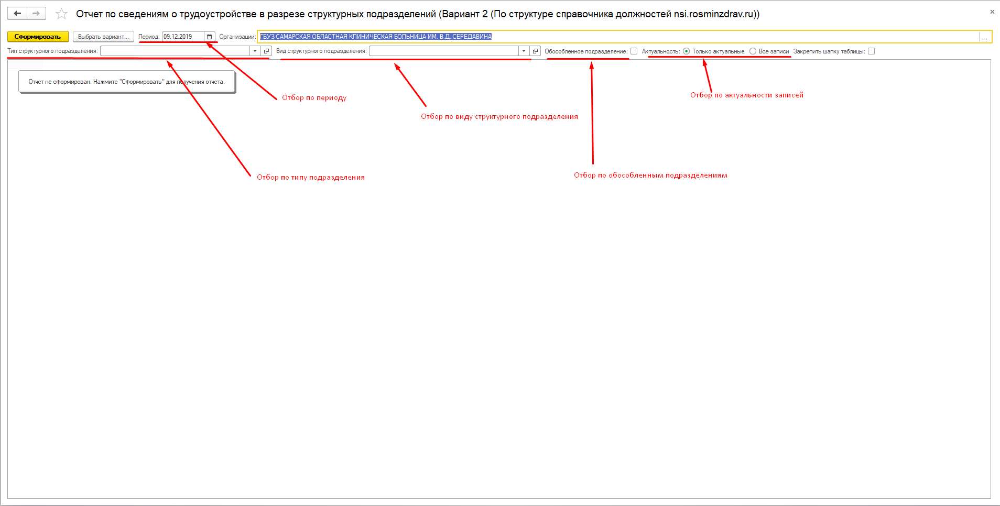 Отчет по сведениям о трудоустройстве в разрезе структурных подразделений (Вариант 2 (По структуре справочника должностей nsi.rosminzdrav.ru))
Сформировать Выбрать вариант... Период: 09.12.2019 Организации: ГБУЗ САМАРСКАЯ ОБЛАСТНАЯ КЛИНИЧЕСКАЯ БОЛЬНИЦА ИМ. В.Д. СЕРЕДАВИНА ...
Тип структурного подразделения: Вид структурного подразделения: Обособленное подразделение: Актуальность: Только актуальные Все записи Закрепить шапку таблицы:
Отчет не сформирован. Нажмите "Сформировать" для получения отчета.
Отбор по периоду
Отбор по актуальности записей
Отбор по виду структурного подразделения
Отбор по типу подразделения
Отбор по обособленным подразделениям